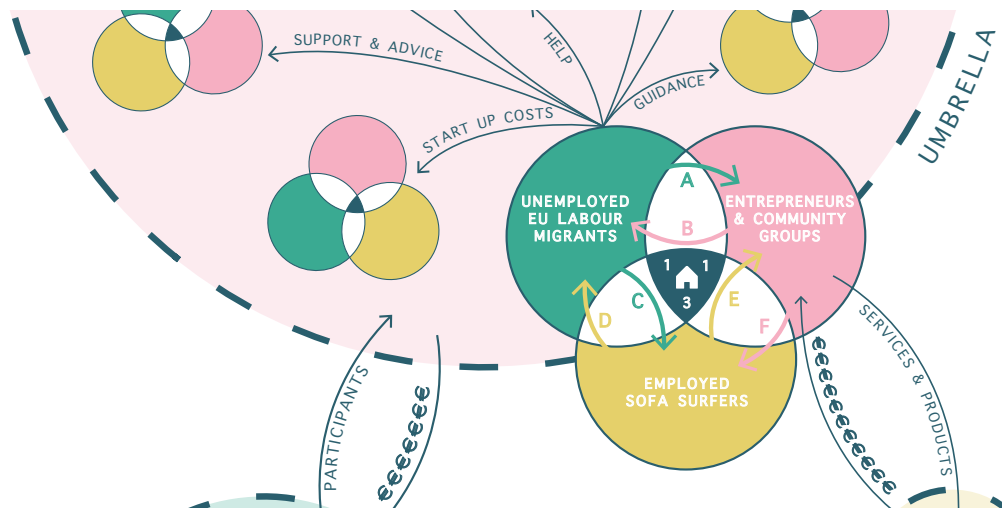 SUPPORT & ADVICE
HELP
GUIDANCE
UMBRELLA
START UP COSTS
A
UNEMPLOYED
EU LABOUR
MIGRANTS
ENTREPRENEURS
& COMMUNITY
GROUPS
B
1 1
3
C
D
E
F
EMPLOYED
SOFA SURFERS
PARTICIPANTS
€€€€€€€
SERVICES & PRODUCTS
€€€€€€€€€€€